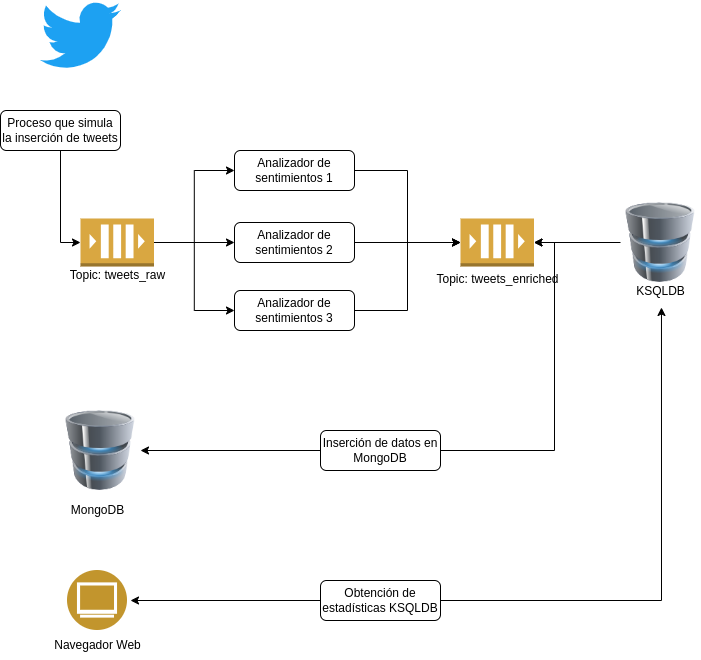 Proceso que simula
la inserción de tweets
Analizador de
sentimientos 1
Analizador de
sentimientos 2
Analizador de
sentimientos 3
Topic: tweets_raw
Topic: tweets_enriched
KSQLDB
Inserción de datos en
MongoDB
MongoDB
Obtención de
estadísticas KSQLDB
Navegador Web